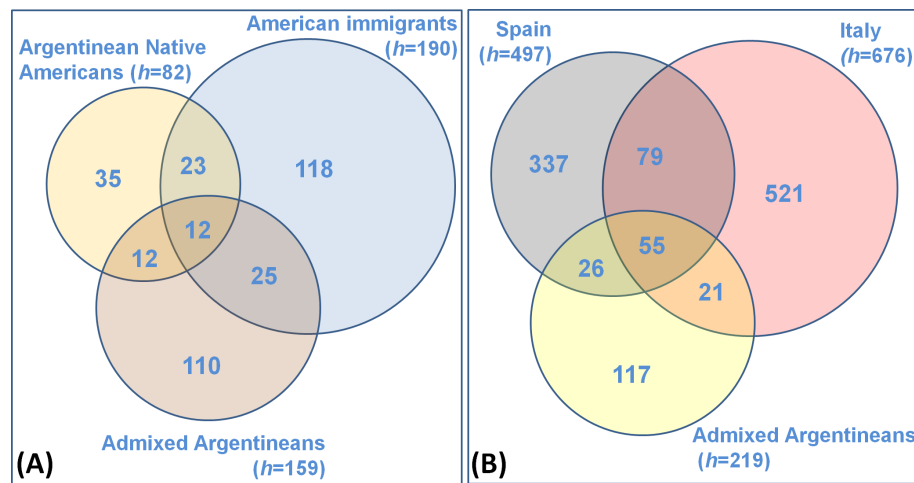 American immigrants
(h=190)
Argentinean Native
Americans (h=82)
35
23
118
12
12
25
110
Admixed Argentineans
(h=159)
(A)
Spain
(h=497)
Italy
(h=676)
337
79
521
55
26
21
117
Admixed Argentineans
(h=219)
(B)